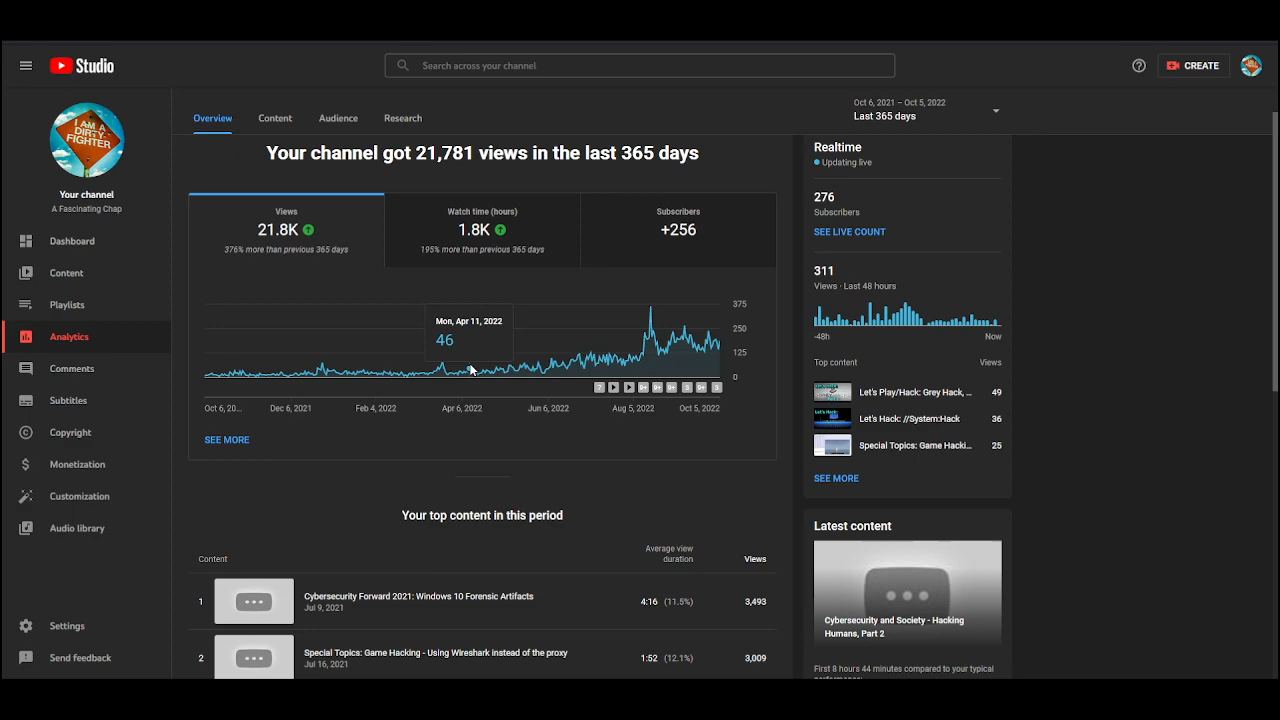 Studio
Search across your channel
CREATE
I AM A
DIRTY
FIGHTER
Your channel
A Fascinating Chap
Dashboard
Content
Playlists
Analytics
Comments
Subtitles
Copyright
Monetization
Customization
Audio library
Settings
Send feedback
Overview
Content
Audience
Research
Oct 6, 2021 – Oct 5, 2022
Last 365 days
Your channel got 21,781 views in the last 365 days
Views
21.8K
376% more than previous 365 days
Watch time (hours)
1.8K
195% more than previous 365 days
Subscribers
+256
Mon, Apr 11, 2022
46
375
250
125
0
7
9+
9+
9+
3
9+
3
Oct 6, 20...
Dec 6, 2021
Feb 4, 2022
Apr 6, 2022
Jun 6, 2022
Aug 5, 2022
Oct 5, 2022
SEE MORE
Your top content in this period
Content
Average view
duration
Views
1
Cybersecurity Forward 2021: Windows 10 Forensic Artifacts
Jul 9, 2021
4:16 (11.5%)
3,493
2
Special Topics: Game Hacking - Using Wireshark instead of the proxy
Jul 16, 2021
1:52 (12.1%)
3,009
Realtime
Updating live
276
Subscribers
SEE LIVE COUNT
311
Views · Last 48 hours
-48h
Now
Top content
Views
Let's Play/Hack: Grey Hack, ...
49
Let's Hack: //System:Hack
36
Special Topics: Game Hacki...
25
SEE MORE
Latest content
Cybersecurity and Society - Hacking
Humans, Part 2
First 8 hours 44 minutes compared to your typical